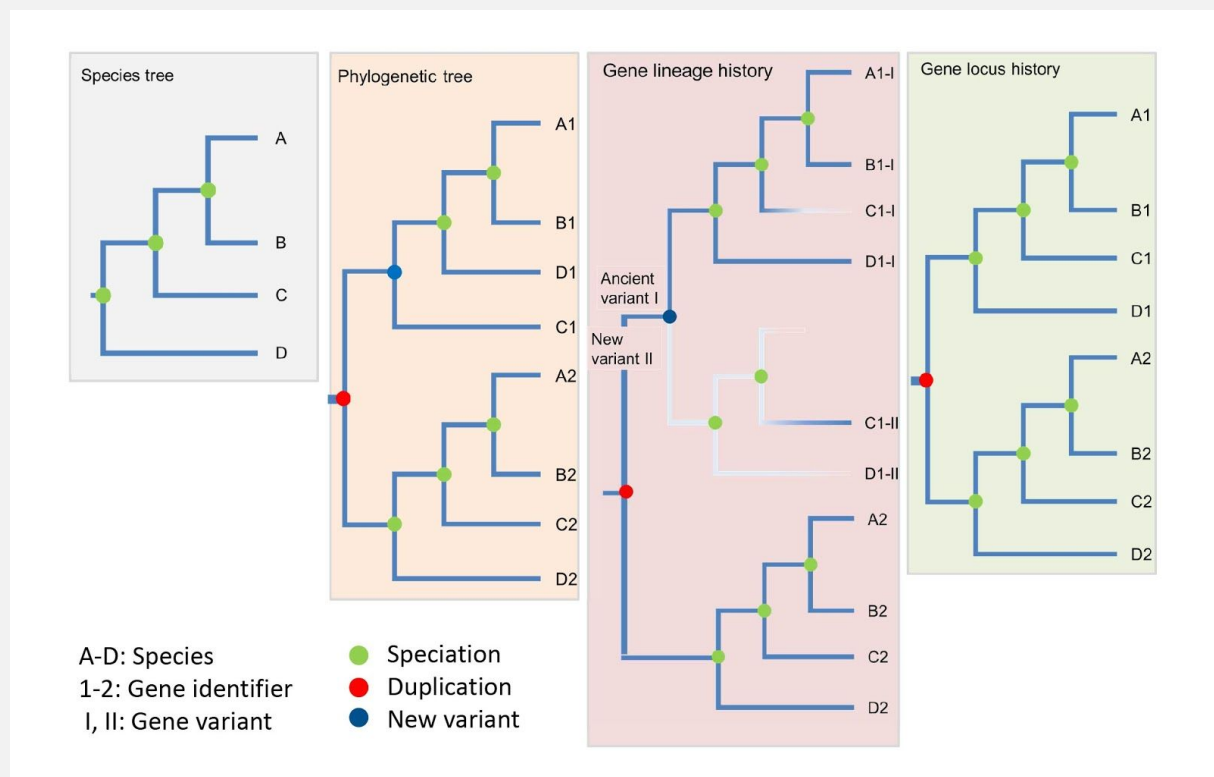 Species tree
A
B
C
D
Phylogenetic tree
A1
B1
D1
C1
A2
B2
C2
D2
Gene lineage history
A1-I
B1-I
C1-I
D1-I
Ancient
variant I
New
variant II
C1-II
D1-II
A2
B2
C2
D2
Gene locus history
A1
B1
C1
D1
A2
B2
C2
D2
A-D: Species
1-2: Gene identifier
I, II: Gene variant
Speciation
Duplication
New variant